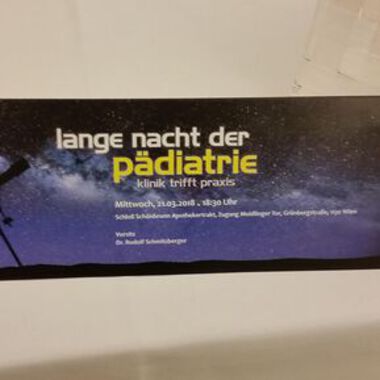 lange nacht der
pädiatrie
klinik trifft praxis
Mittwoch, 21.03.2018 . 18:30 Uhr
Schloß Schönbrunn Apothekertrakt, Zugang Meidlinger Tor, Grünbergstraße, 1130 Wien
Vorsitz
Dr. Rudolf Schmitzberger